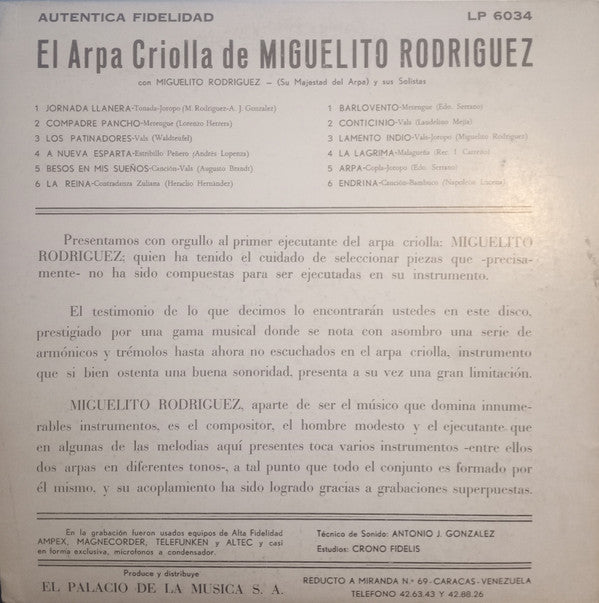 AUTENTICA FIDELIDAD LP 6034
El Arpa Criolla de MIGUELITO RODRIGUEZ
con MIGUELITO RODRIGUEZ – (Su Majestad del Arpa) y sus Solistas
1 JORNADA LLANERA-Tonada-Joropo (M. Rodriguez-A. J. Gonzalez)
2 COMPADRE PANCHO-Merengue (Lorenzo Herrera)
3 LOS PATINADORES-Vals (Waldteufel)
4 A NUEVA ESPARTA-Estribillo Peñero (Andrés Lopenza)
5 BESOS EN MIS SUEÑOS-Canción-Vals (Augusto Brandt)
6 LA REINA-Contradanza Zuliana (Heraclio Hernández)
1 BARLOVENTO-Merengue (Edo. Serrano)
2 CONTICINIO-Vals (Laudelino Mejía)
3 LAMENTO INDIO-Vals-Joropo (Miguelito Rodriguez)
4 LA LAGRIMA-Malagueña (Rec. I. Carreño)
5 ARPA-Copla-Joropo (Edo. Serrano)
6 ENDRINA-Canción-Bambuco (Napoleon Lucena)
Presentamos con orgullo al primer ejecutante del arpa criolla: MIGUELITO
RODRIGUEZ; quien ha tenido el cuidado de seleccionar piezas que -precisa-
mente- no ha sido compuestas para ser ejecutadas en su instrumento.
El testimonio de lo que decimos lo encontrarán ustedes en este disco,
prestigiado por una gama musical donde se nota con asombro una serie de
armónicos y trémolos hasta ahora no escuchados en el arpa criolla, instrumento
que si bien ostenta una buena sonoridad, presenta a su vez una gran limitación.
MIGUELITO RODRIGUEZ, aparte de ser el músico que domina innume-
rables instrumentos, es el compositor, el hombre modesto y el ejecutante que
en algunas de las melodias aquí presentes toca varios instrumentos -entre ellos
dos arpas en diferentes tonos-, a tal punto que todo el conjunto es formado por
él mismo, y su acoplamiento ha sido logrado gracias a grabaciones superpuestas.
En la grabación fueron usados equipos de Alta Fidelidad
AMPEX, MAGNECORDER, TELEFUNKEN y ALTEC y casi
en forma exclusiva, micrófonos a condensador.
Técnico de Sonido: ANTONIO J. GONZALEZ
Estudios: CRONO FIDELIS
Produce y distribuye
EL PALACIO DE LA MUSICA S. A.
REDUCTO A MIRANDA N.º 69-CARACAS-VENEZUELA
TELEFONO 42.63.43 Y 42.88.26